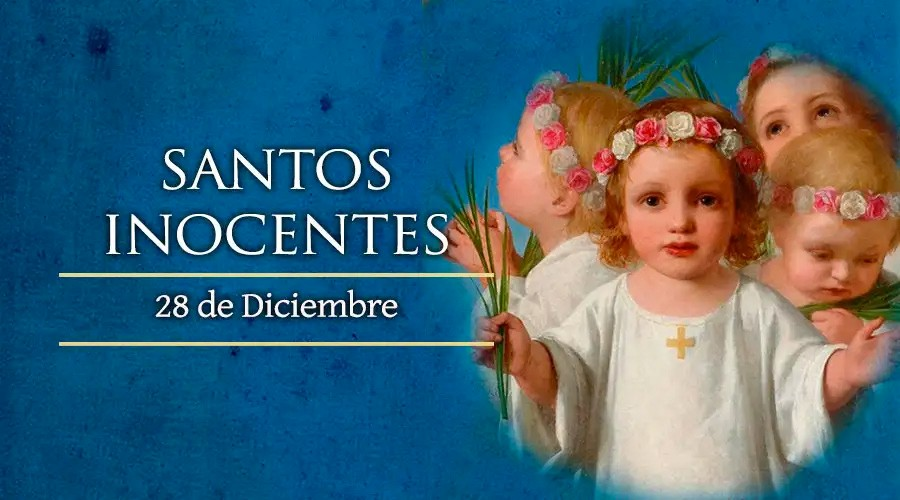 SANTOS
INOCENTES
28 de Diciembre